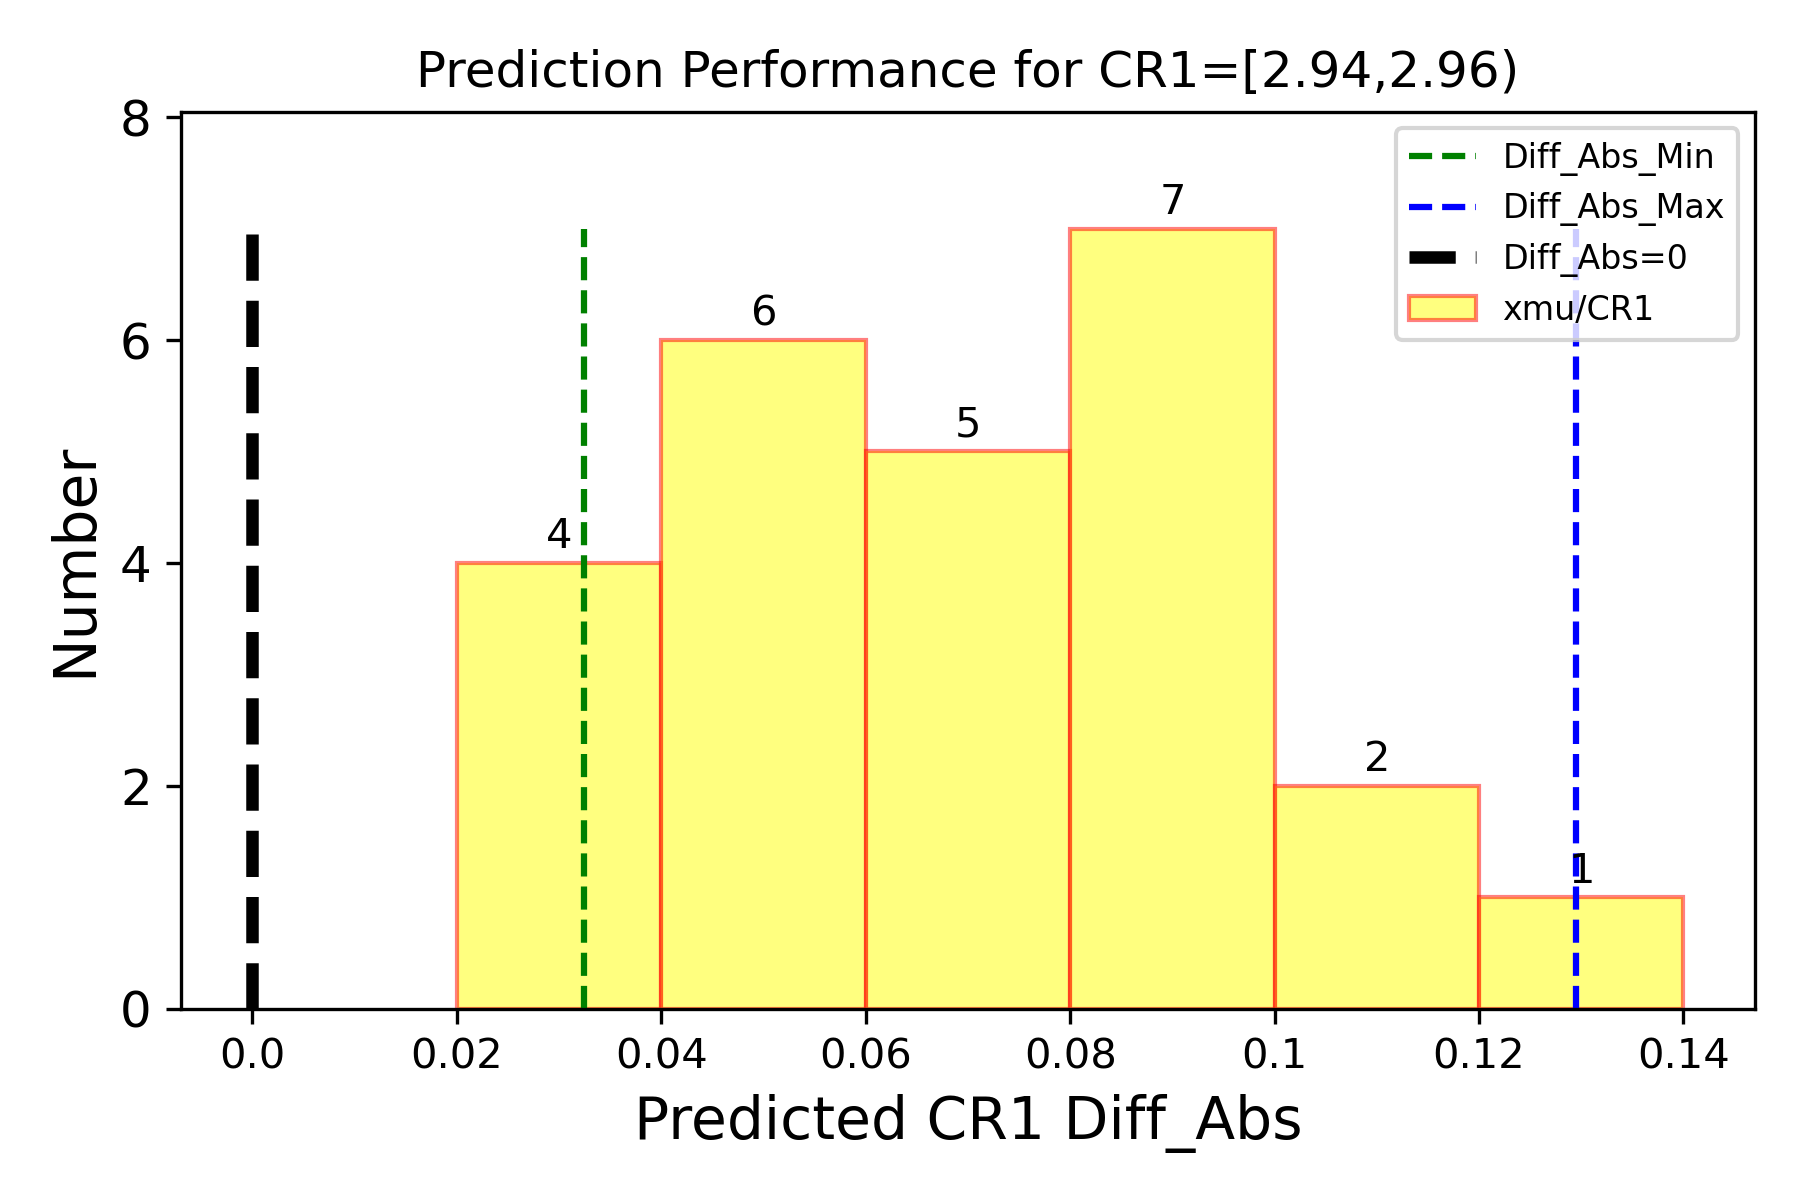 Prediction Performance for CR1=[2.94,2.96)
8
6
4
2
0
Number
Diff_Abs_Min
Diff_Abs_Max
Diff_Abs=0
xmu/CR1
4
6
5
7
2
1
0.0 0.02 0.04 0.06 0.08 0.1 0.12 0.14
Predicted CR1 Diff_Abs